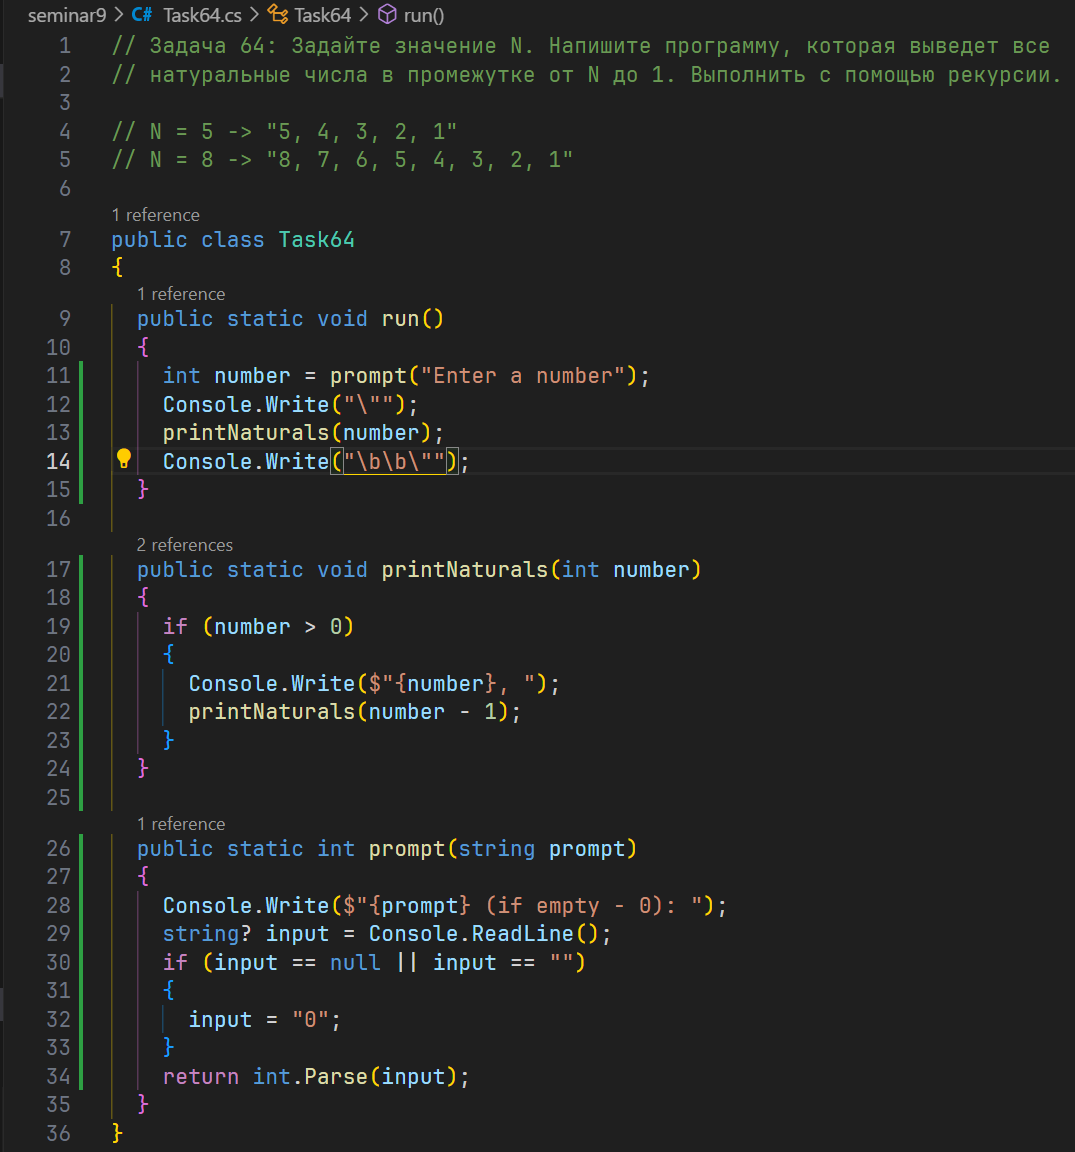 seminar9 > C# Task64.cs > Task64 > run()
1 // Задача 64: Задайте значение N. Напишите программу, которая выведет все
2 // натуральные числа в промежутке от N до 1. Выполнить с помощью рекурсии.
3
4 // N = 5 -> "5, 4, 3, 2, 1"
5 // N = 8 -> "8, 7, 6, 5, 4, 3, 2, 1"
6
1 reference
7 public class Task64
8 {
1 reference
9 public static void run()
10 {
11 int number = prompt("Enter a number");
12 Console.Write("\"");
13 printNaturals(number);
14 Console.Write("\b\b\"");
15 }
16
2 references
17 public static void printNaturals(int number)
18 {
19 if (number > 0)
20 {
21 Console.Write($"{number}, ");
22 printNaturals(number - 1);
23 }
24 }
25
1 reference
26 public static int prompt(string prompt)
27 {
28 Console.Write($"{prompt} (if empty - 0): ");
29 string? input = Console.ReadLine();
30 if (input == null || input == "")
31 {
32 input = "0";
33 }
34 return int.Parse(input);
35 }
36 }